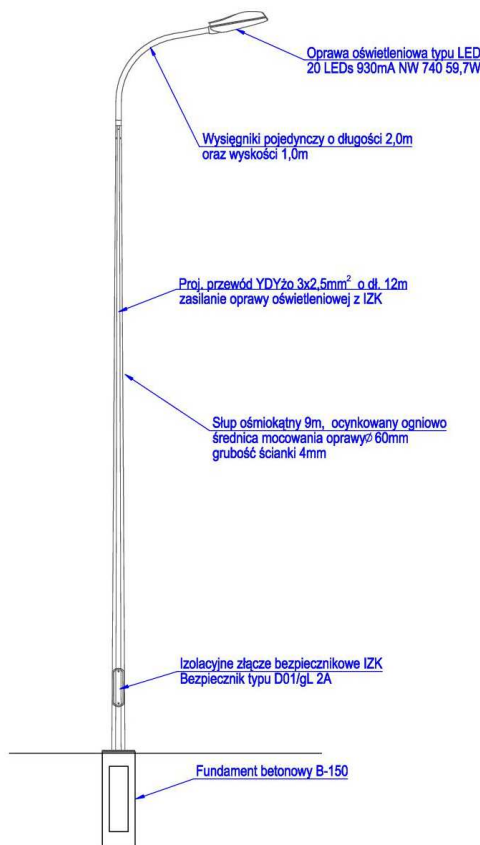 Oprawa oświetleniowa typu LED
20 LEDs 930mA NW 740 59,7W
Wysięgniki pojedynczy o długości 2,0m
oraz wyskości 1,0m
Proj. przewód YDYżo 3x2,5mm² o dł. 12m
zasilanie oprawy oświetleniowej z IZK
Słup ośmiokątny 9m, ocynkowany ogniowo
średnica mocowania oprawy∅ 60mm
grubość ścianki 4mm
Izolacyjne złącze bezpiecznikowe IZK
Bezpiecznik typu D01/gL 2A
Fundament betonowy B-150